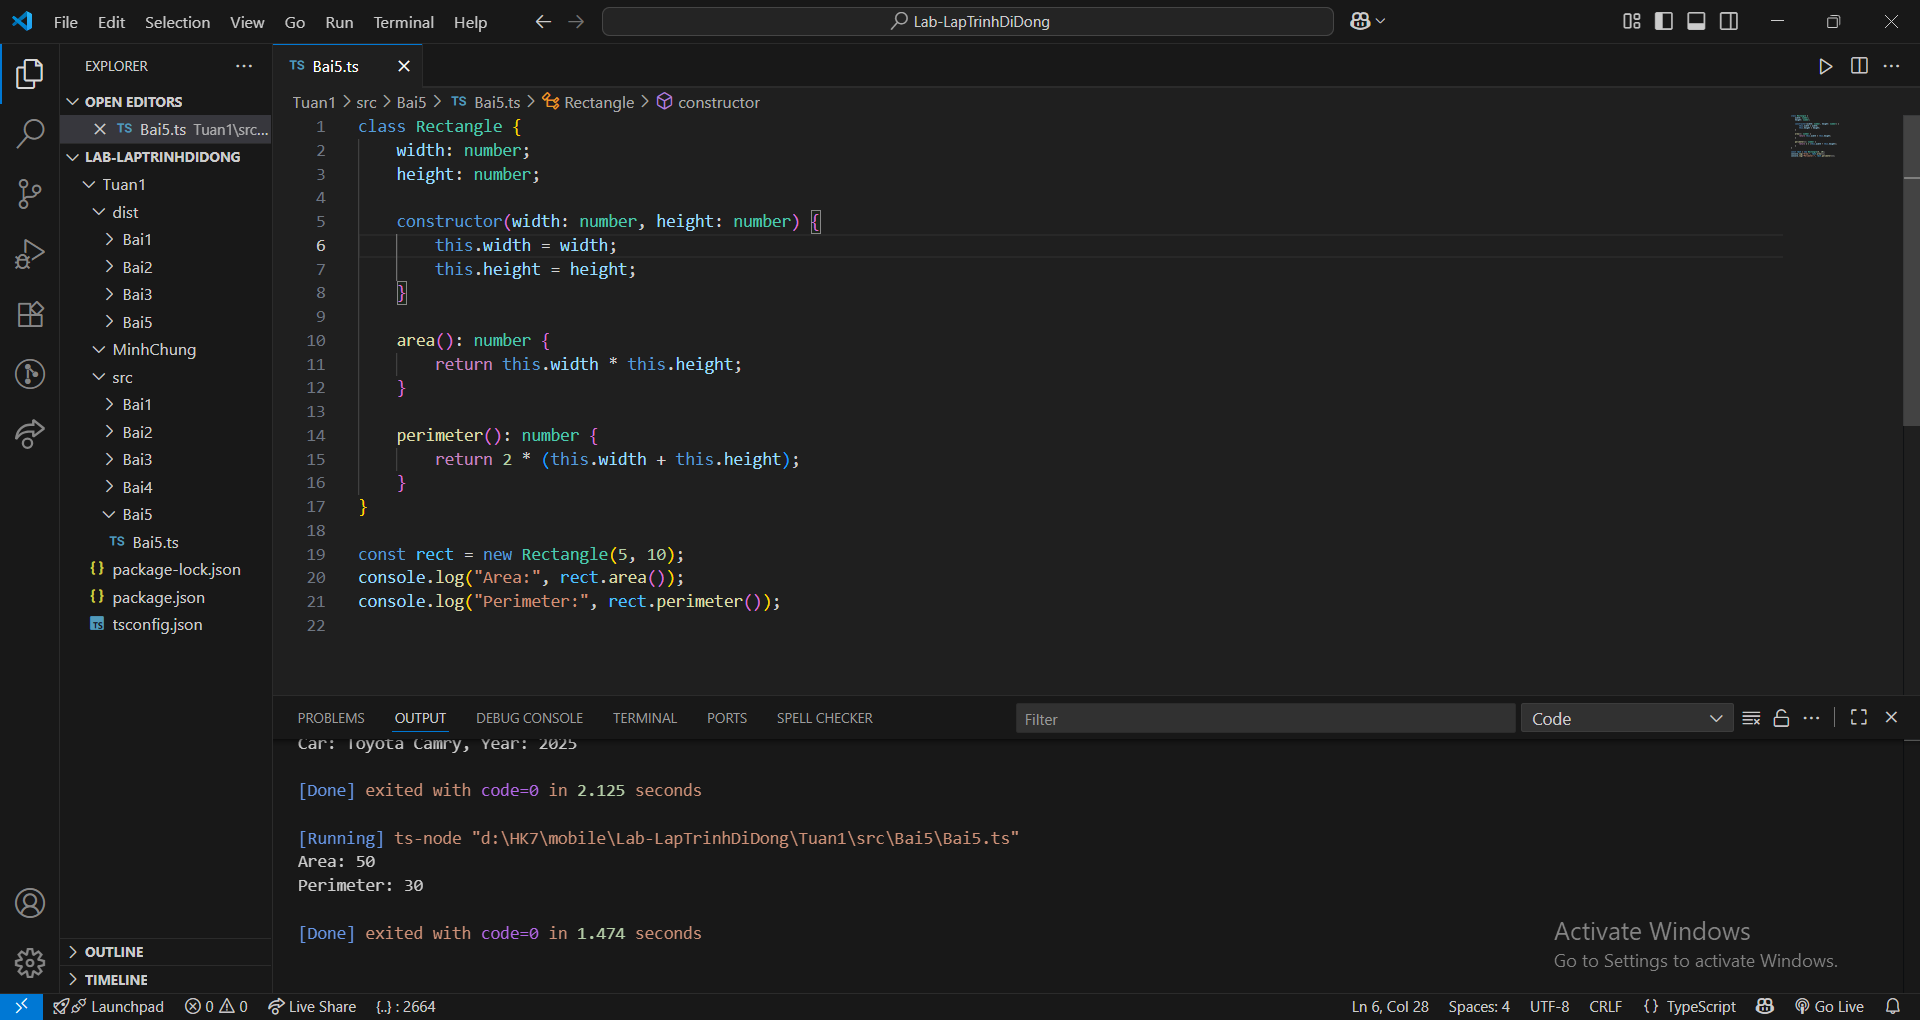 File Edit Selection View Go Run Terminal Help
Lab-LapTrinhDiDong
EXPLORER
OPEN EDITORS
TS Bai5.ts Tuan1\src...
LAB-LAPTRINHDIDONG
Tuan1
dist
Bai1
Bai2
Bai3
Bai5
MinhChung
src
Bai1
Bai2
Bai3
Bai4
Bai5
TS Bai5.ts
{} package-lock.json
{} package.json
TS tsconfig.json
OUTLINE
TIMELINE
TS Bai5.ts
Tuan1 > src > Bai5 > TS Bai5.ts > Rectangle > constructor
1 class Rectangle {
2 width: number;
3 height: number;
4
5 constructor(width: number, height: number) {
6 this.width = width;
7 this.height = height;
8 }
9
10 area(): number {
11 return this.width * this.height;
12 }
13
14 perimeter(): number {
15 return 2 * (this.width + this.height);
16 }
17 }
18
19 const rect = new Rectangle(5, 10);
20 console.log("Area:", rect.area());
21 console.log("Perimeter:", rect.perimeter());
22
PROBLEMS OUTPUT DEBUG CONSOLE TERMINAL PORTS SPELL CHECKER
Filter
Code
Car: Toyota Camry, Year: 2025
[Done] exited with code=0 in 2.125 seconds
[Running] ts-node "d:\HK7\mobile\Lab-LapTrinhDiDong\Tuan1\src\Bai5\Bai5.ts"
Area: 50
Perimeter: 30
[Done] exited with code=0 in 1.474 seconds
Activate Windows
Go to Settings to activate Windows.
Launchpad 0 0 Live Share {..} : 2664
Ln 6, Col 28 Spaces: 4 UTF-8 CRLF {} TypeScript Go Live